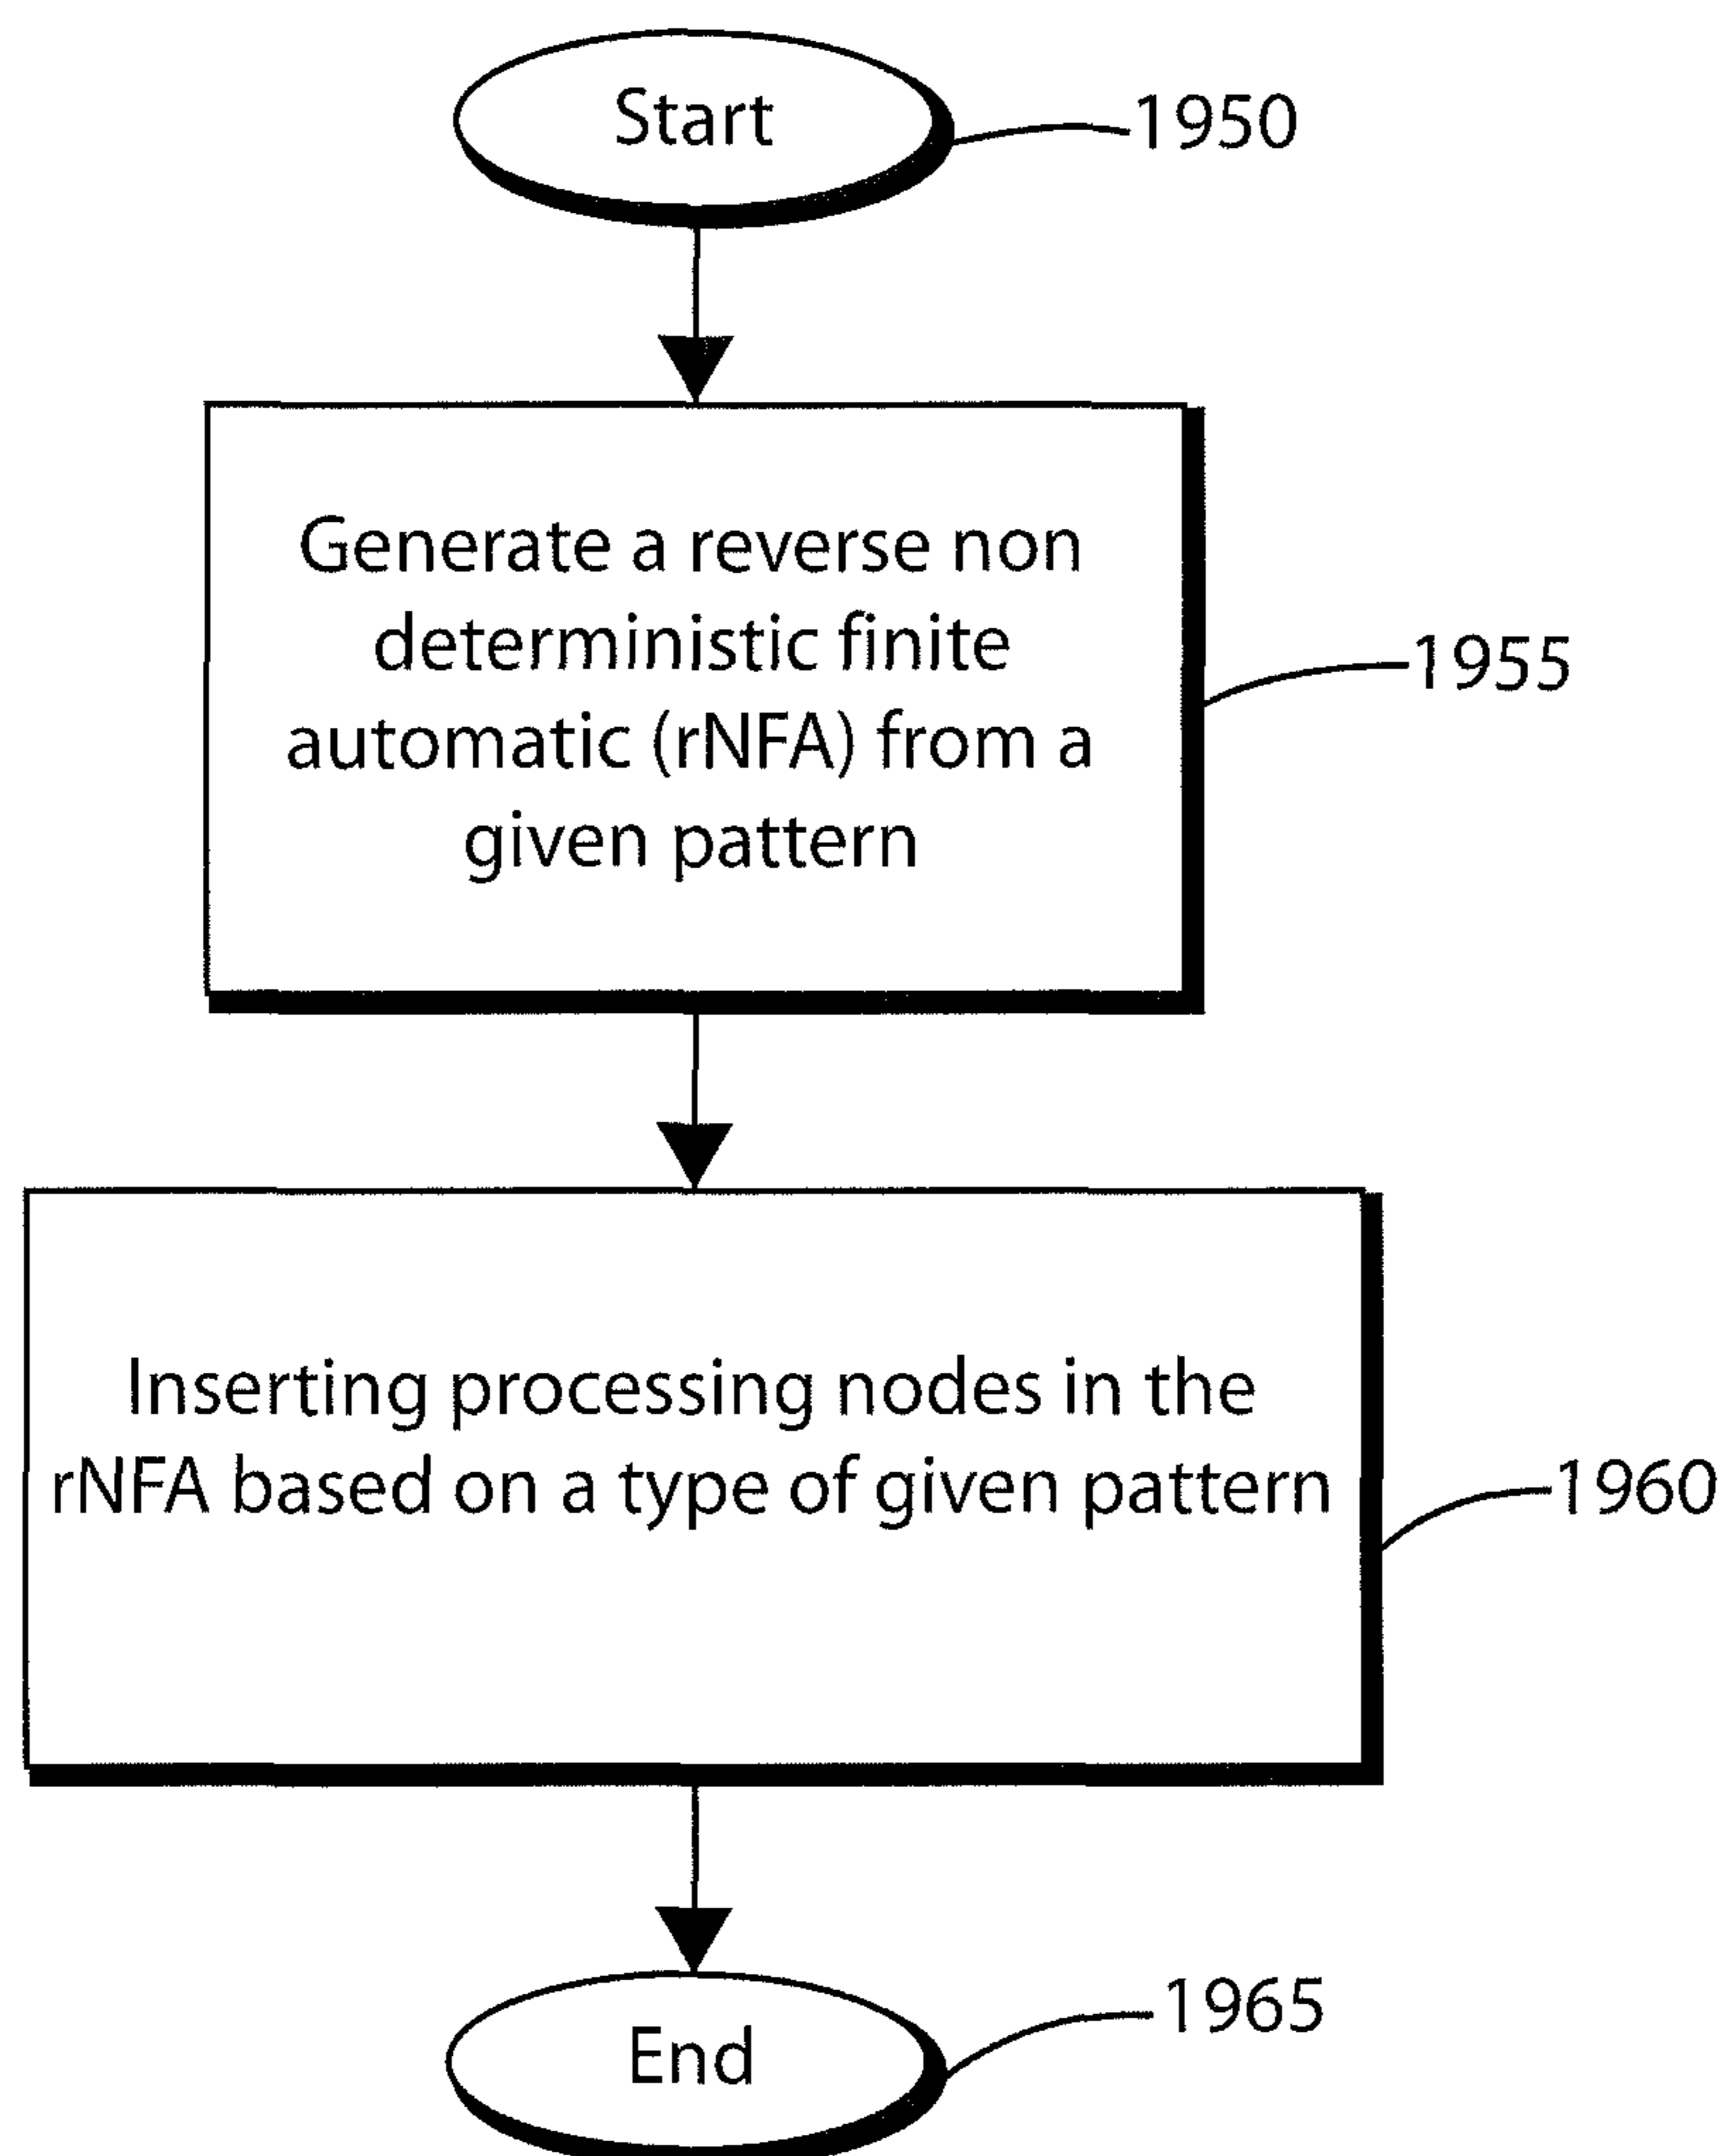 Start
1950
Generate a reverse non
deterministic finite
automatic (rNFA) from a
given pattern
1955
Inserting processing nodes in the
rNFA based on a type of given pattern
1960
End
1965